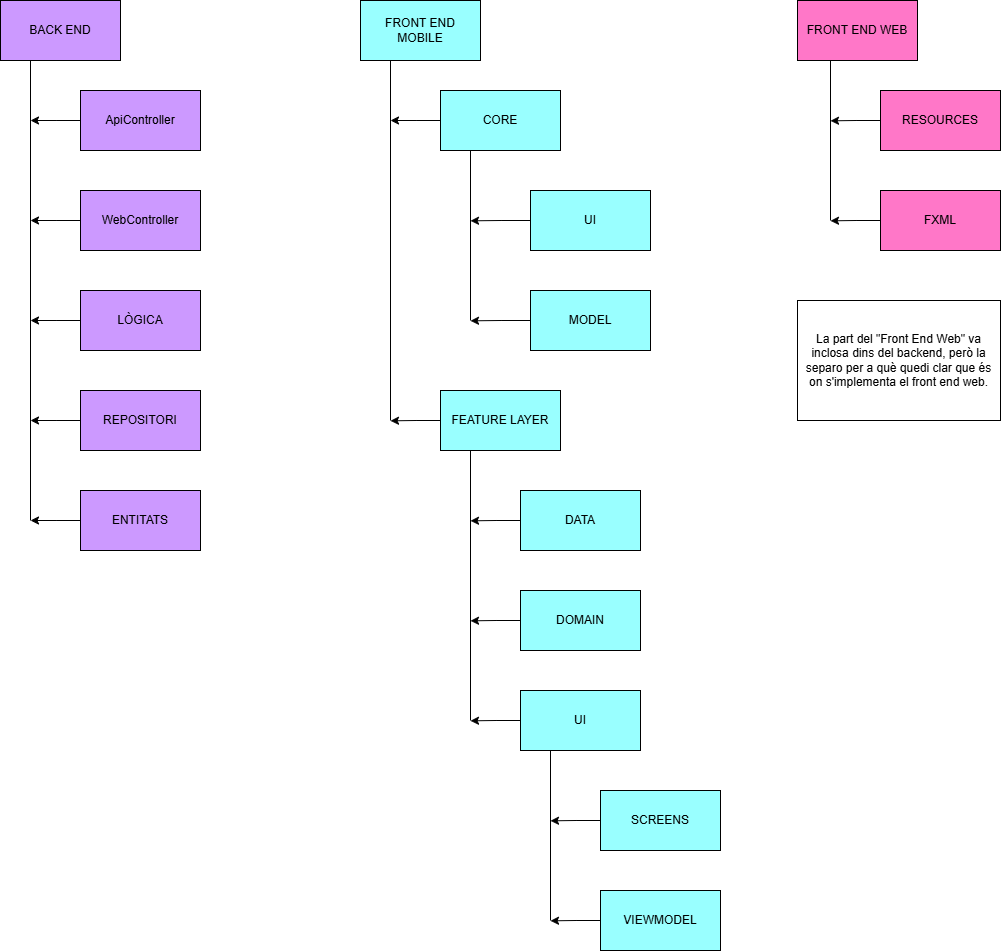 BACK END
ApiController
WebController
LÒGICA
REPOSITORI
ENTITATS
FRONT END
MOBILE
CORE
UI
MODEL
FEATURE LAYER
DATA
DOMAIN
UI
SCREENS
VIEWMODEL
FRONT END WEB
RESOURCES
FXML
La part del "Front End Web" va
inclosa dins del backend, però la
separo per a què quedi clar que és
on s'implementa el front end web.